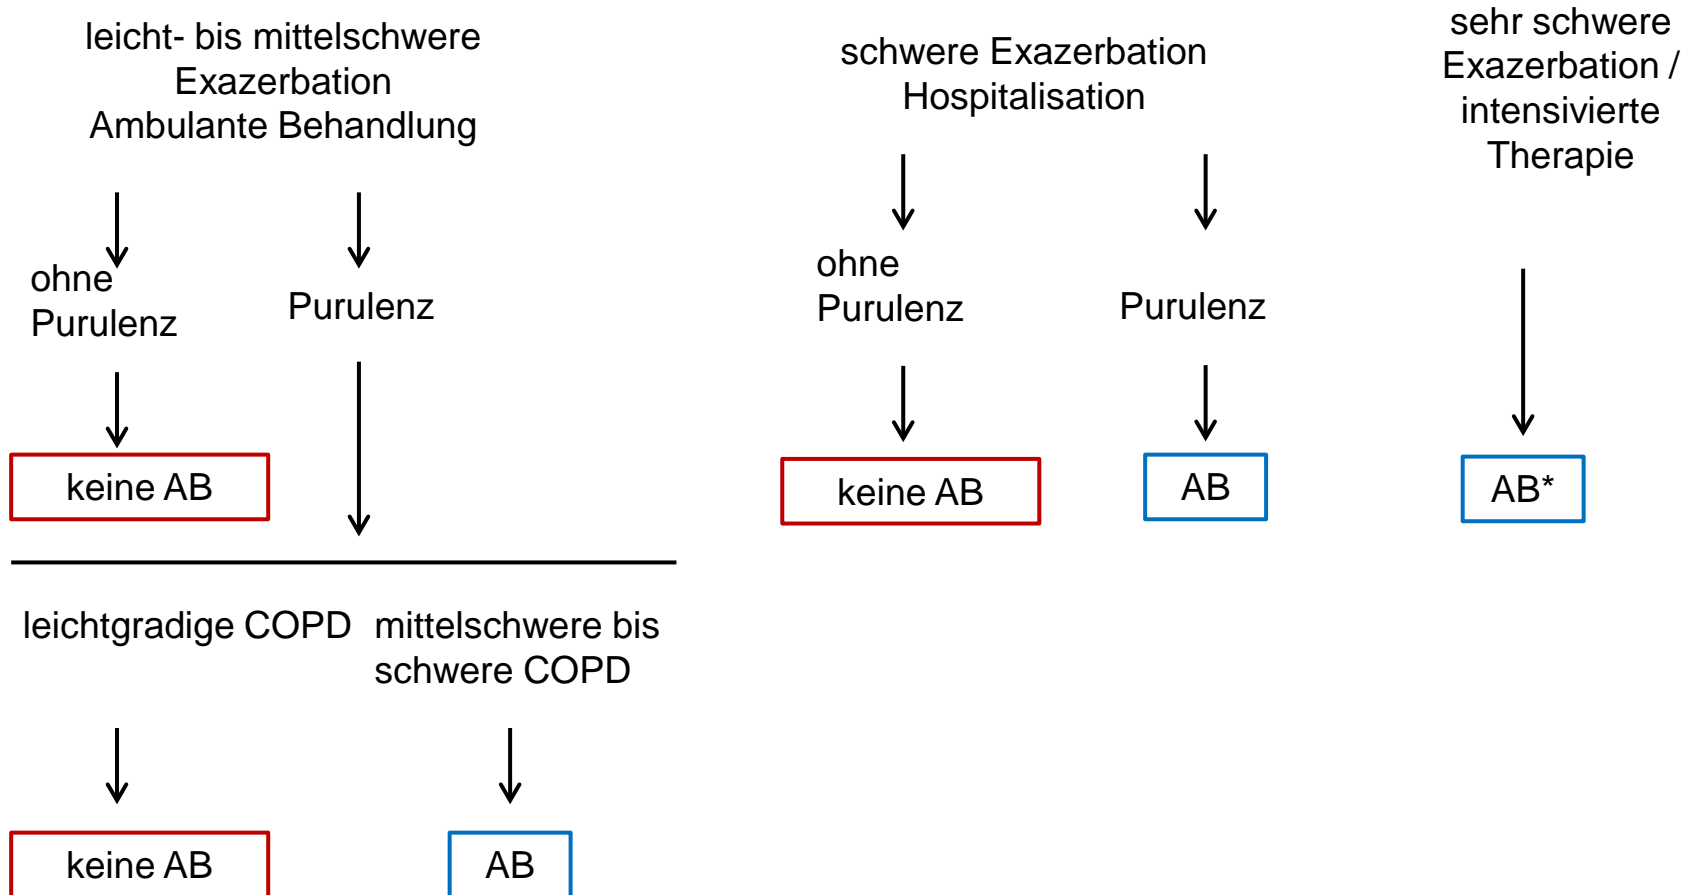 leicht- bis mittelschwere
Exazerbation
Ambulante Behandlung
ohne
Purulenz
Purulenz
keine AB
leichtgradige COPD
mittelschwere bis
schwere COPD
keine AB
AB
schwere Exazerbation
Hospitalisation
ohne
Purulenz
Purulenz
keine AB
AB
sehr schwere
Exazerbation /
intensivierte
Therapie
AB*